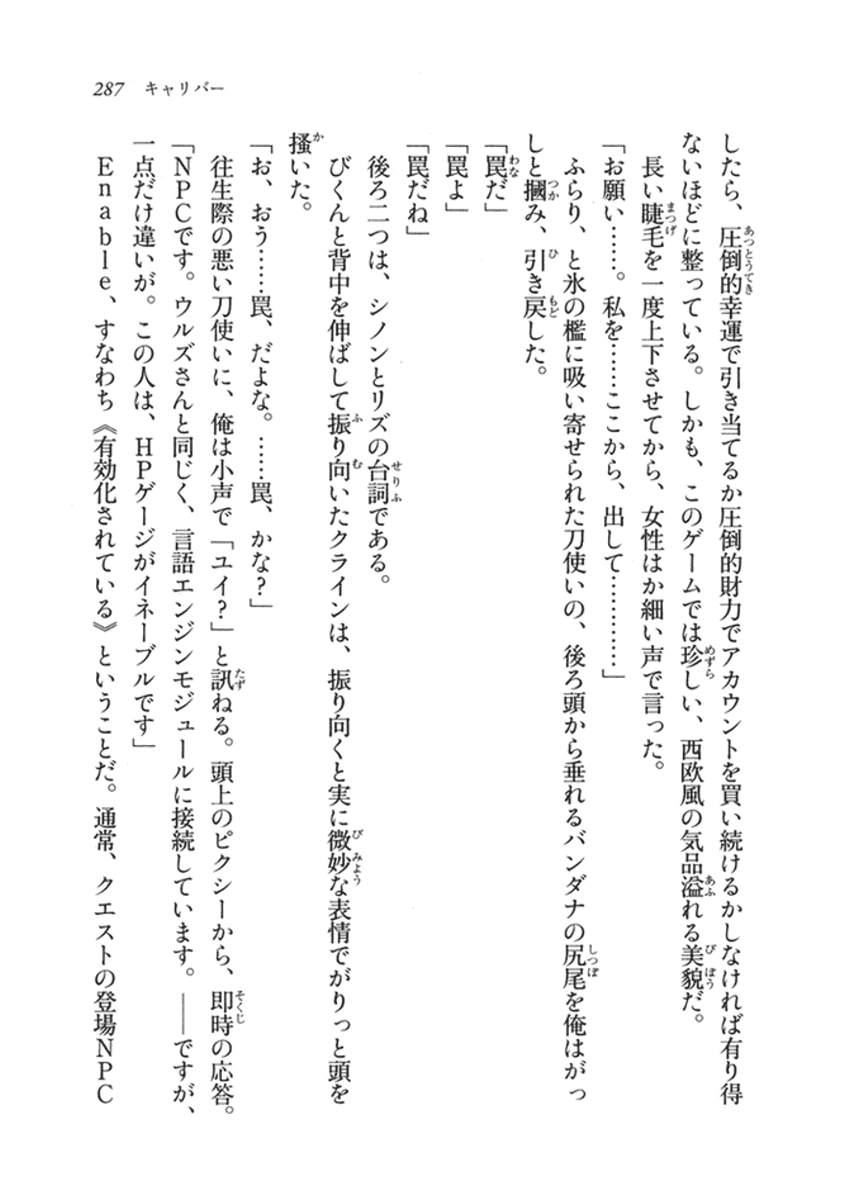 287 キャリバー
したら、圧倒的幸運で引き当てるか圧倒的財力でアカウントを買い続けるかしなければ有り得
ないほどに整っている。しかも、このゲームでは珍しい、西欧風の気品溢れる美貌だ。
長い睫毛を一度上下させてから、女性はか細い声で言った。
「お願い……。私を……ここから、出して…………」
ふらり、と氷の檻に吸い寄せられた刀使いの、後ろ頭から垂れるバンダナの尻尾を俺はがっ
しと摑み、引き戻した。
「罠だ」
「罠よ」
「罠だね」
後ろ二つは、シノンとリズの台詞である。
びくんと背中を伸ばして振り向いたクラインは、振り向くと実に微妙な表情でがりっと頭を
掻いた。
「お、おう……罠、だよな。……罠、かな？」
往生際の悪い刀使いに、俺は小声で「ユイ？」と訊ねる。頭上のピクシーから、即時の応答。
「ＮＰＣです。ウルズさんと同じく、言語エンジンモジュールに接続しています。――ですが、
一点だけ違いが。この人は、ＨＰゲージがイネーブルです」
Ｅｎａｂｌｅ、すなわち《有効化されている》ということだ。通常、クエストの登場ＮＰＣ